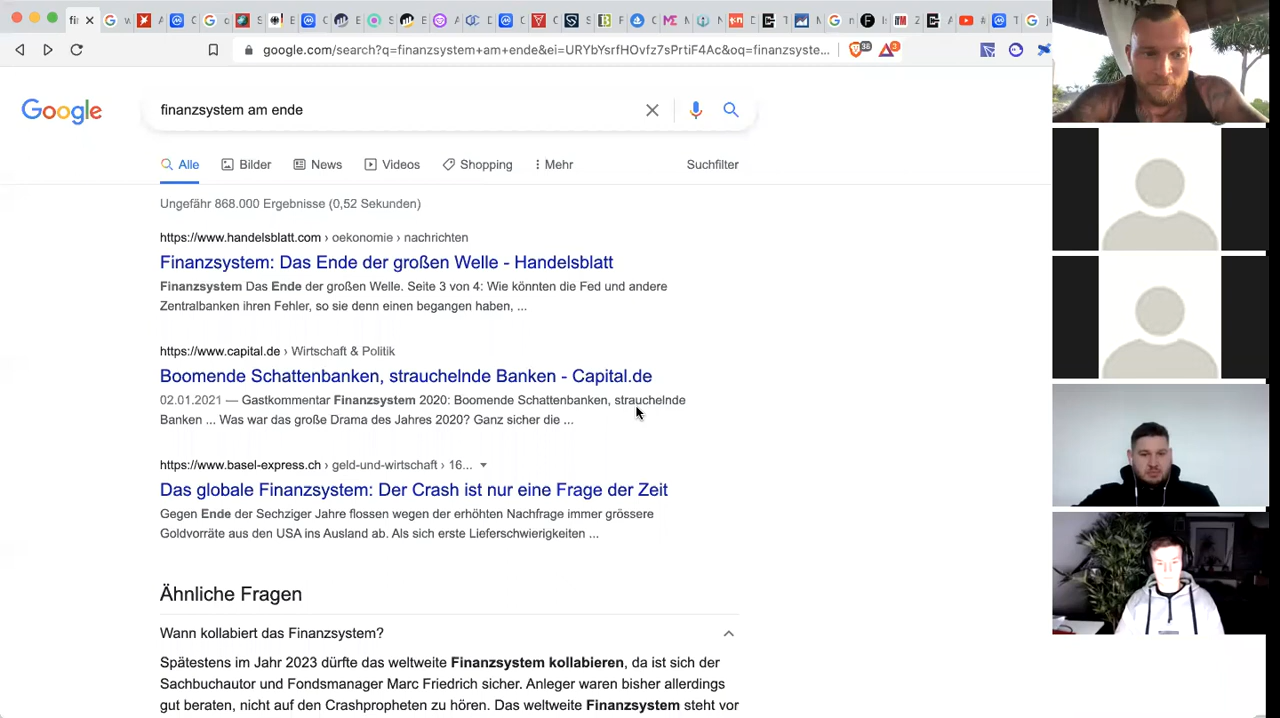 google.com/search?q=finanzsystem+am+ende&ei=URYbYsrfHOvfz7sPrtiF4Ac&oq=finanzsyste...
38
3
Google
finanzsystem am ende
Alle
Bilder
News
Videos
Shopping
Mehr
Suchfilter
Ungefähr 868.000 Ergebnisse (0,52 Sekunden)
https://www.handelsblatt.com › oekonomie › nachrichten
Finanzsystem: Das Ende der großen Welle - Handelsblatt
Finanzsystem Das Ende der großen Welle. Seite 3 von 4: Wie könnten die Fed und andere
Zentralbanken ihren Fehler, so sie denn einen begangen haben, ...
https://www.capital.de › Wirtschaft & Politik
Boomende Schattenbanken, strauchelnde Banken - Capital.de
02.01.2021 — Gastkommentar Finanzsystem 2020: Boomende Schattenbanken, strauchelnde
Banken ... Was war das große Drama des Jahres 2020? Ganz sicher die ...
https://www.basel-express.ch › geld-und-wirtschaft › 16...
Das globale Finanzsystem: Der Crash ist nur eine Frage der Zeit
Gegen Ende der Sechziger Jahre flossen wegen der erhöhten Nachfrage immer grössere
Goldvorräte aus den USA ins Ausland ab. Als sich erste Lieferschwierigkeiten ...
Ähnliche Fragen
Wann kollabiert das Finanzsystem?
Spätestens im Jahr 2023 dürfte das weltweite Finanzsystem kollabieren, da ist sich der
Sachbuchautor und Fondsmanager Marc Friedrich sicher. Anleger waren bisher allerdings
gut beraten, nicht auf den Crashpropheten zu hören. Das weltweite Finanzsystem steht vor